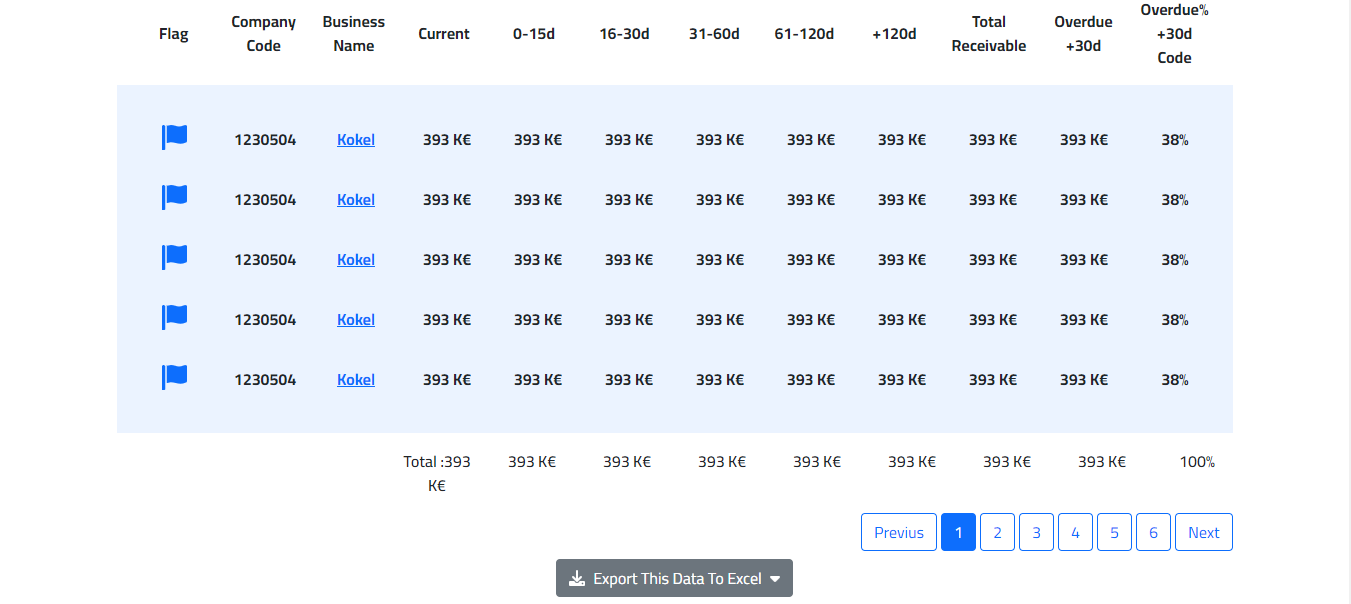 Flag Company Code Business Name Current 0-15d 16-30d 31-60d 61-120d +120d Total Receivable Overdue +30d Overdue% +30d Code
1230504 Kokel 393 K€ 393 K€ 393 K€ 393 K€ 393 K€ 393 K€ 393 K€ 393 K€ 38%
1230504 Kokel 393 K€ 393 K€ 393 K€ 393 K€ 393 K€ 393 K€ 393 K€ 393 K€ 38%
1230504 Kokel 393 K€ 393 K€ 393 K€ 393 K€ 393 K€ 393 K€ 393 K€ 393 K€ 38%
1230504 Kokel 393 K€ 393 K€ 393 K€ 393 K€ 393 K€ 393 K€ 393 K€ 393 K€ 38%
1230504 Kokel 393 K€ 393 K€ 393 K€ 393 K€ 393 K€ 393 K€ 393 K€ 393 K€ 38%
Total :393 K€ 393 K€ 393 K€ 393 K€ 393 K€ 393 K€ 393 K€ 393 K€ 100%
Previus 1 2 3 4 5 6 Next
Export This Data To Excel